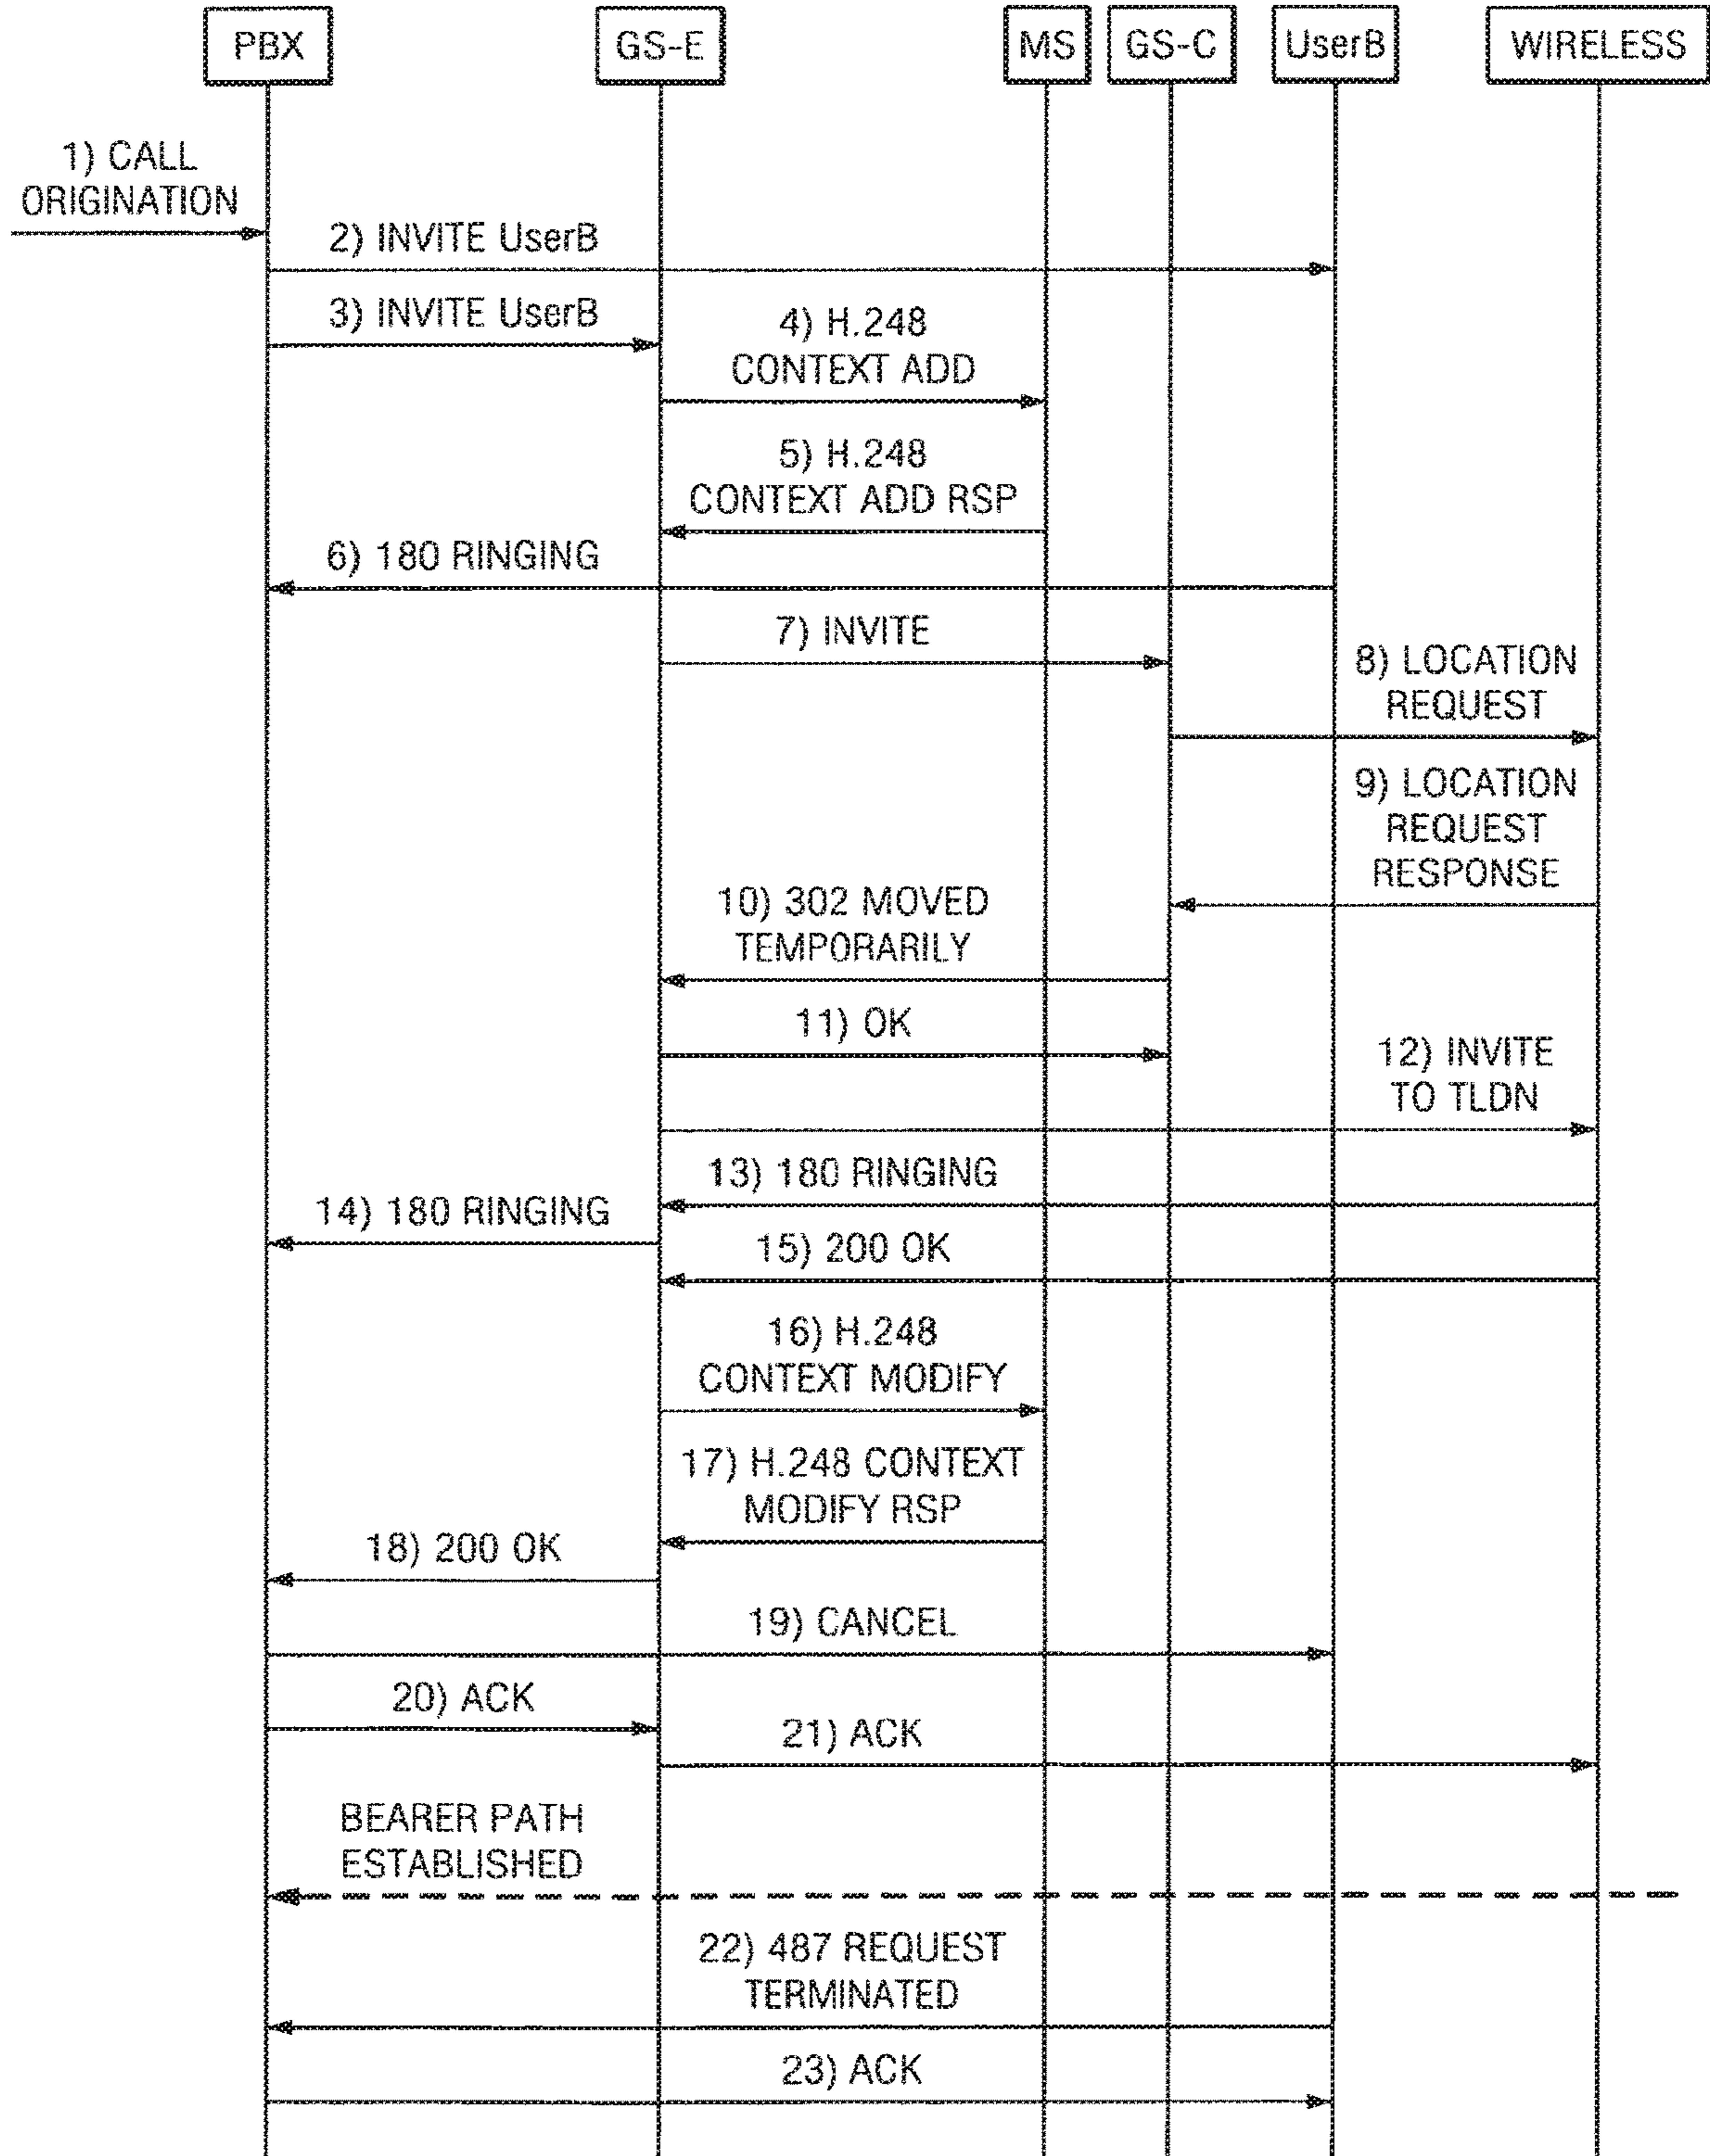 PBX
GS-E
MS
GS-C
UserB
WIRELESS
1) CALL
ORIGINATION
2) INVITE UserB
3) INVITE UserB
4) H.248
CONTEXT ADD
5) H.248
CONTEXT ADD RSP
6) 180 RINGING
7) INVITE
8) LOCATION
REQUEST
9) LOCATION
REQUEST
RESPONSE
10) 302 MOVED
TEMPORARILY
11) OK
12) INVITE
TO TLDN
13) 180 RINGING
14) 180 RINGING
15) 200 OK
16) H.248
CONTEXT MODIFY
17) H.248 CONTEXT
MODIFY RSP
18) 200 OK
19) CANCEL
20) ACK
21) ACK
BEARER PATH
ESTABLISHED
22) 487 REQUEST
TERMINATED
23) ACK